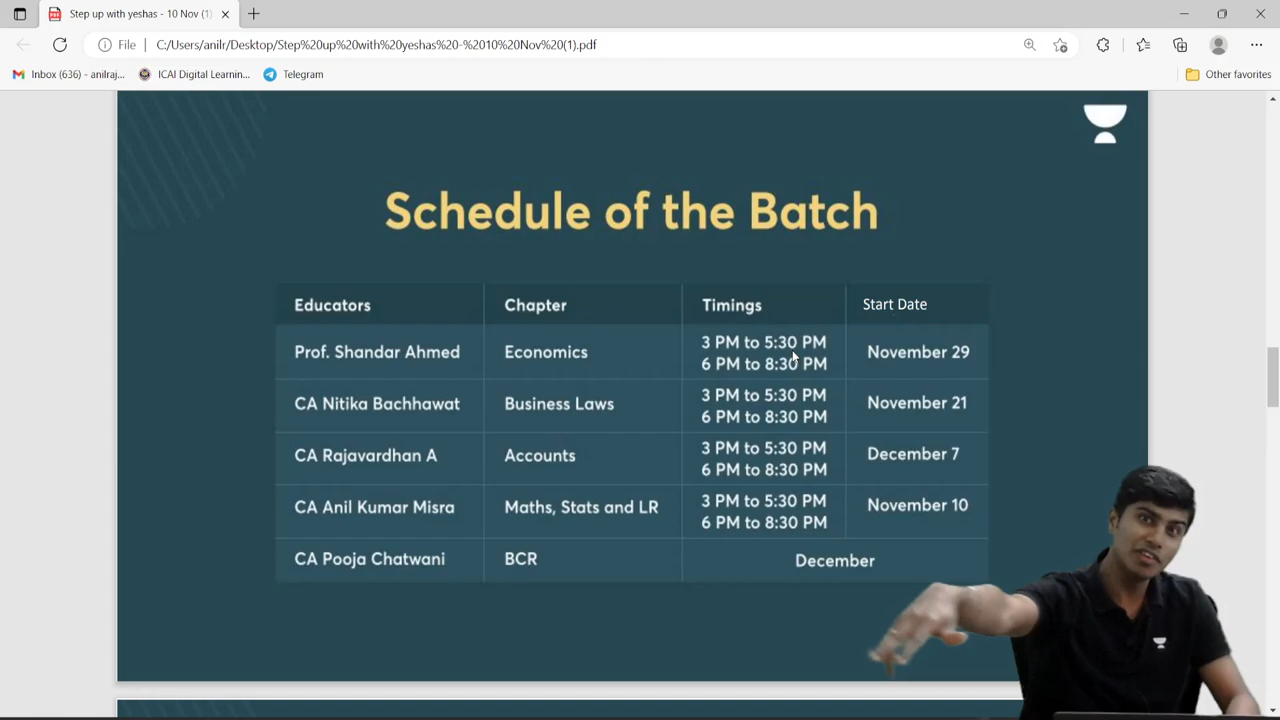 Step up with yeshas - 10 Nov (1)
File
C:/Users/anilr/Desktop/Step%20up%20with%20yeshas%20-%2010%20Nov%20(1).pdf
Inbox (636) - anilraj...
ICAI Digital Learnin...
Telegram
Other favorites
Schedule of the Batch
Educators Chapter Timings Start Date
Prof. Shandar Ahmed Economics 3 PM to 5:30 PM November 29
6 PM to 8:30 PM
CA Nitika Bachhawat Business Laws 3 PM to 5:30 PM November 21
6 PM to 8:30 PM
CA Rajavardhan A Accounts 3 PM to 5:30 PM December 7
6 PM to 8:30 PM
CA Anil Kumar Misra Maths, Stats and LR 3 PM to 5:30 PM November 10
6 PM to 8:30 PM
CA Pooja Chatwani BCR December